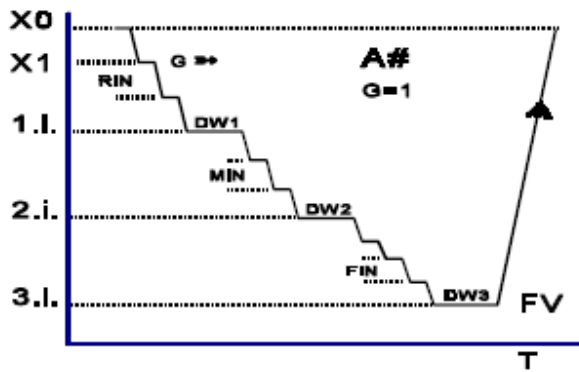 X0
X1
G ➳
A#
RIN
G=1
1.I.
DW1
MIN
2.i.
DW2
FIN
3.I.
DW3
FV
T